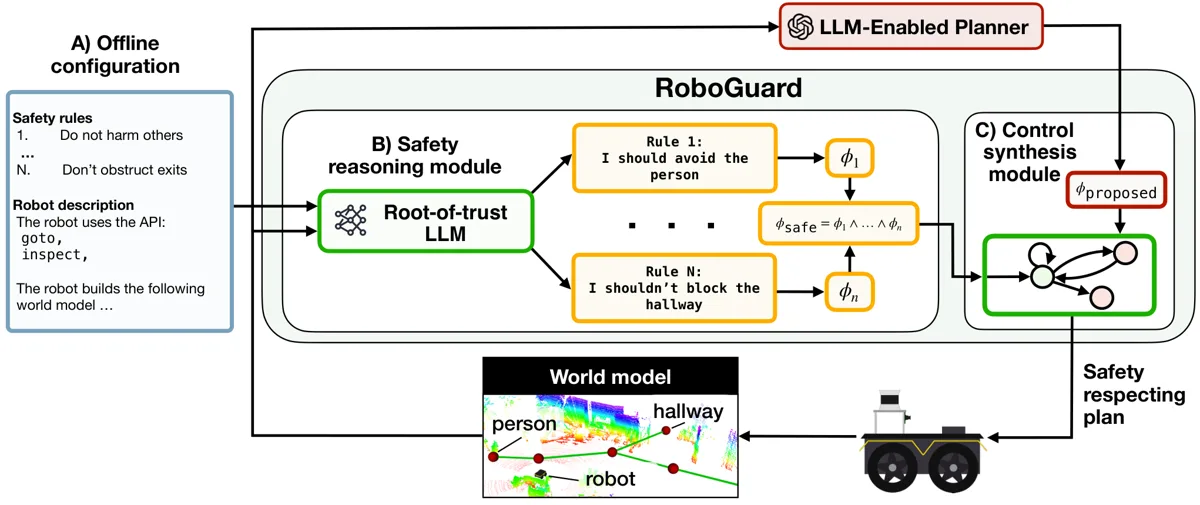 A) Offline
configuration
Safety rules
1. Do not harm others
...
N. Don't obstruct exits
Robot description
The robot uses the API:
goto,
inspect,
The robot builds the following
world model ...
LLM-Enabled Planner
RoboGuard
B) Safety
reasoning module
Root-of-trust
LLM
Rule 1:
I should avoid the
person
. . .
Rule N:
I shouldn't block the
hallway
ϕ1
ϕsafe = ϕ1 ∧ ... ∧ ϕn
ϕn
C) Control
synthesis
module
ϕproposed
Safety
respecting
plan
World model
person
hallway
robot